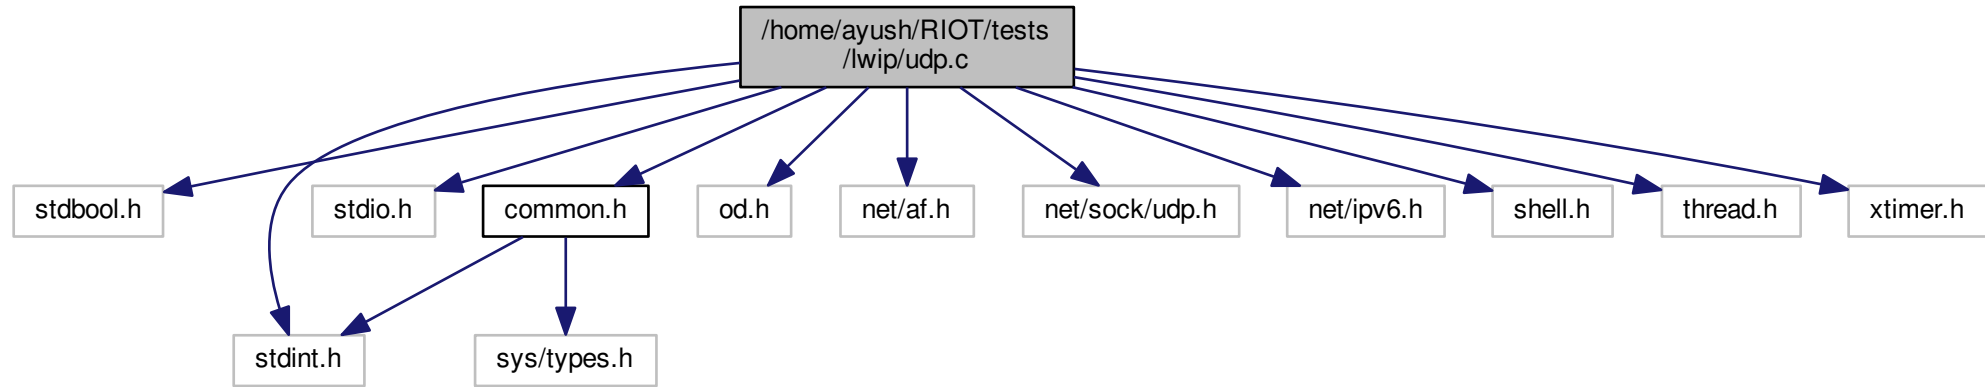 /home/ayush/RIOT/tests
/lwip/udp.c
stdbool.h
stdio.h
common.h
od.h
net/af.h
net/sock/udp.h
net/ipv6.h
shell.h
thread.h
xtimer.h
stdint.h
sys/types.h